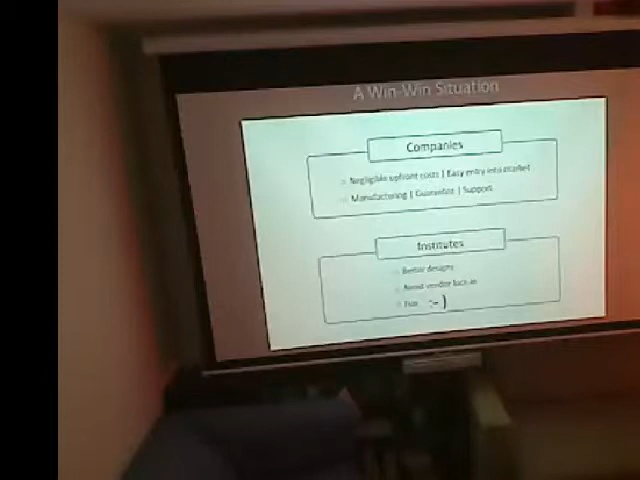 A Win-Win Situation
Companies
Negligible upfront costs | Easy entry into market
Manufacturing | Guarantee | Support
Institutes
Better designs
Avoid vendor lock-in
Fun :-)